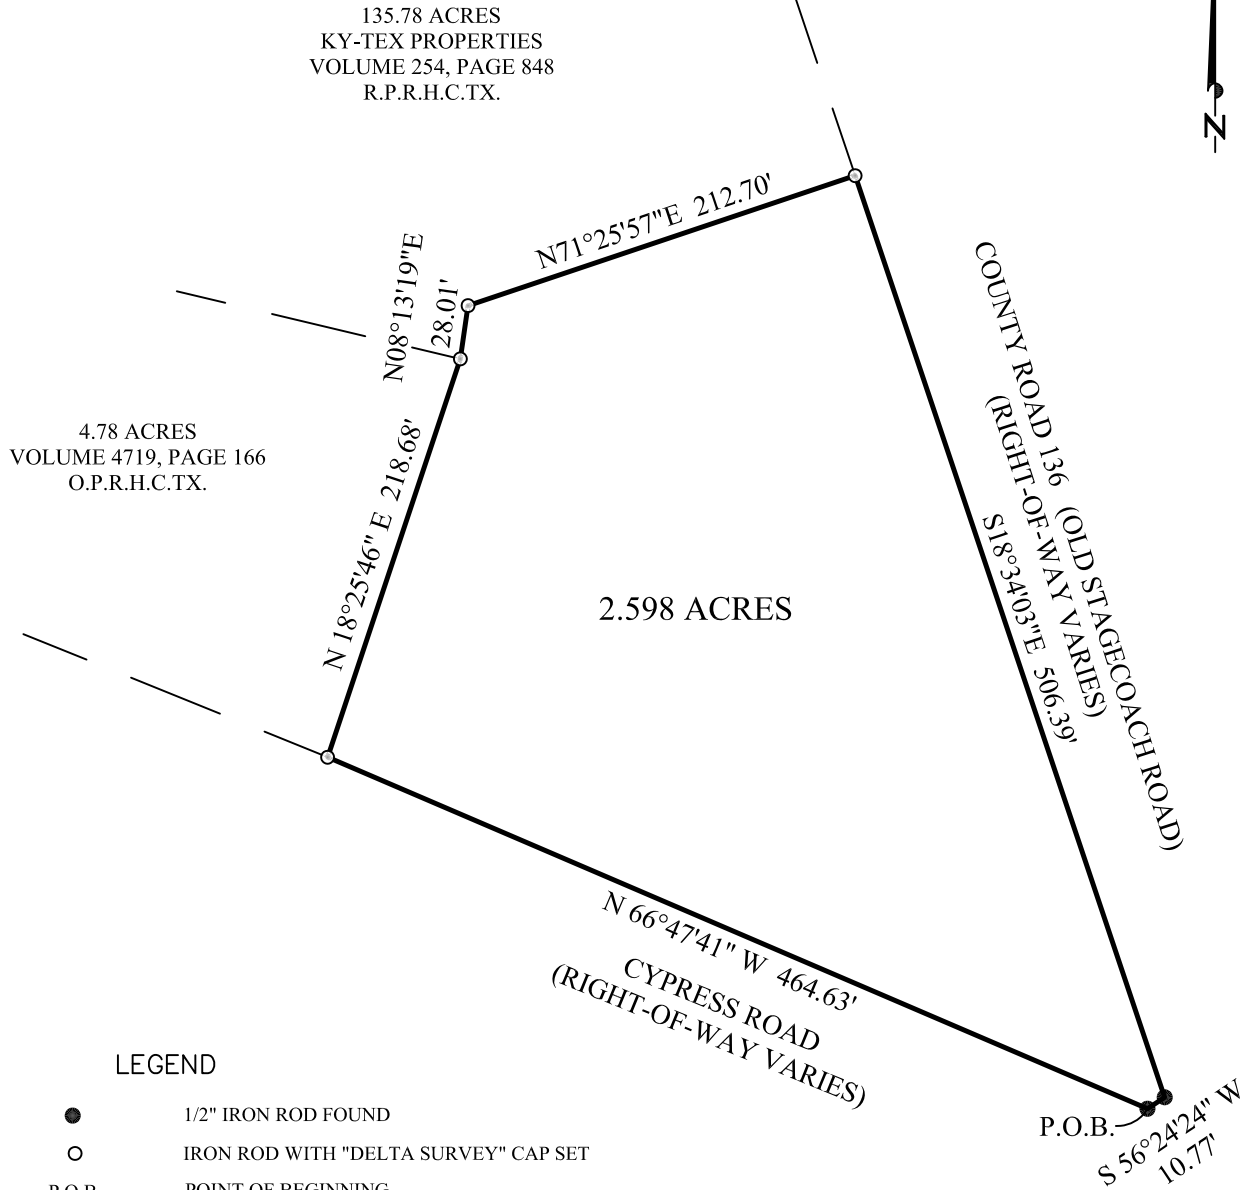 135.78 ACRES
KY-TEX PROPERTIES
VOLUME 254, PAGE 848
R.P.R.H.C.TX.
N
N71°25'57"E 212.70'
N08°13'19"E
28.01'
COUNTY ROAD 136 (OLD STAGECOACH ROAD)
(RIGHT-OF-WAY VARIES)
S18°34'03"E 506.39'
4.78 ACRES
VOLUME 4719, PAGE 166
O.P.R.H.C.TX.
N 18°25'46" E 218.68'
2.598 ACRES
N 66°47'41" W 464.63'
CYPRESS ROAD
(RIGHT-OF-WAY VARIES)
P.O.B.
S 56°24'24" W
10.77'
LEGEND
1/2" IRON ROD FOUND
IRON ROD WITH "DELTA SURVEY" CAP SET
P.O.B. POINT OF BEGINNING